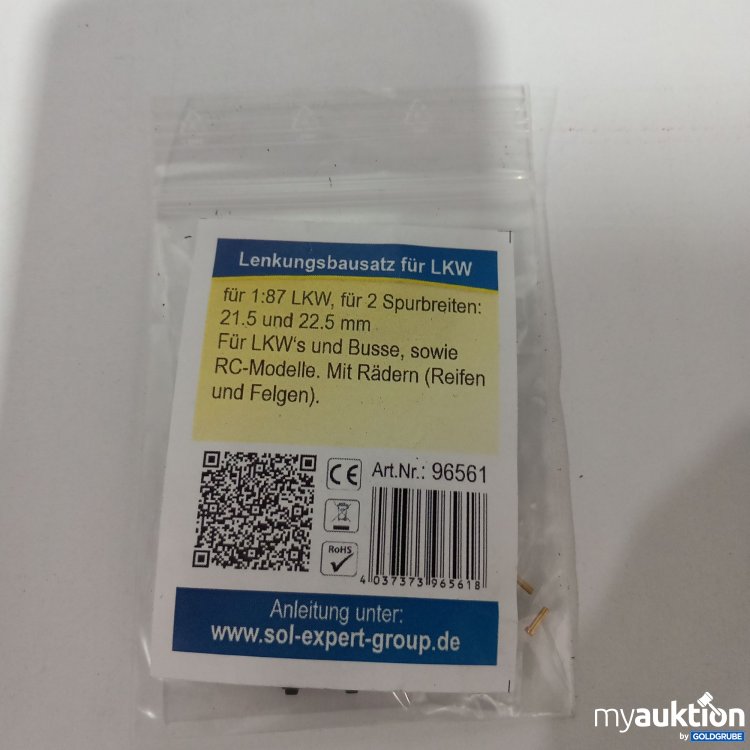 Lenkungsbausatz für LKW
für 1:87 LKW, für 2 Spurbreiten:
21.5 und 22.5 mm
Für LKW's und Busse, sowie
RC-Modelle. Mit Rädern (Reifen
und Felgen).
CE Art.Nr.: 96561
RoHS
4 037373 965618
Anleitung unter:
www.sol-expert-group.de
myauktion
by GOLDGRUBE